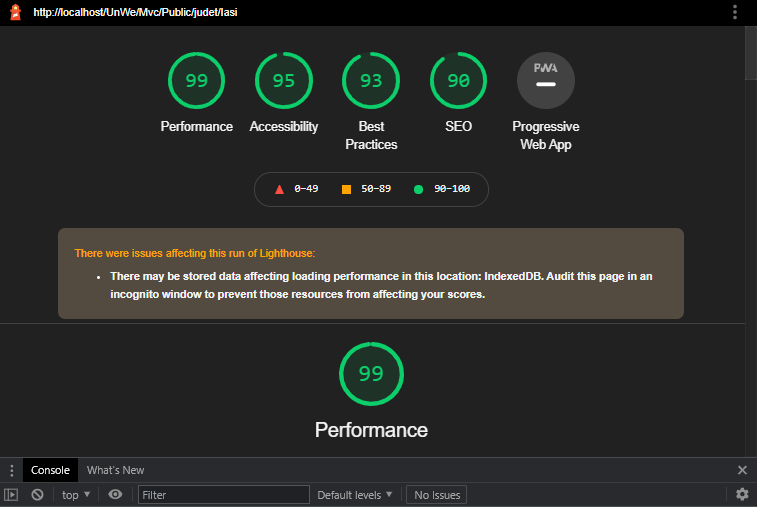 http://localhost/UnWe/Mvc/Public/judet/Iasi
99 95 93 90 PWA
Performance Accessibility Best Practices SEO Progressive Web App
0–49 50–89 90–100
There were issues affecting this run of Lighthouse:
• There may be stored data affecting loading performance in this location: IndexedDB. Audit this page in an
incognito window to prevent those resources from affecting your scores.
99
Performance
Console What's New
top Filter Default levels No Issues